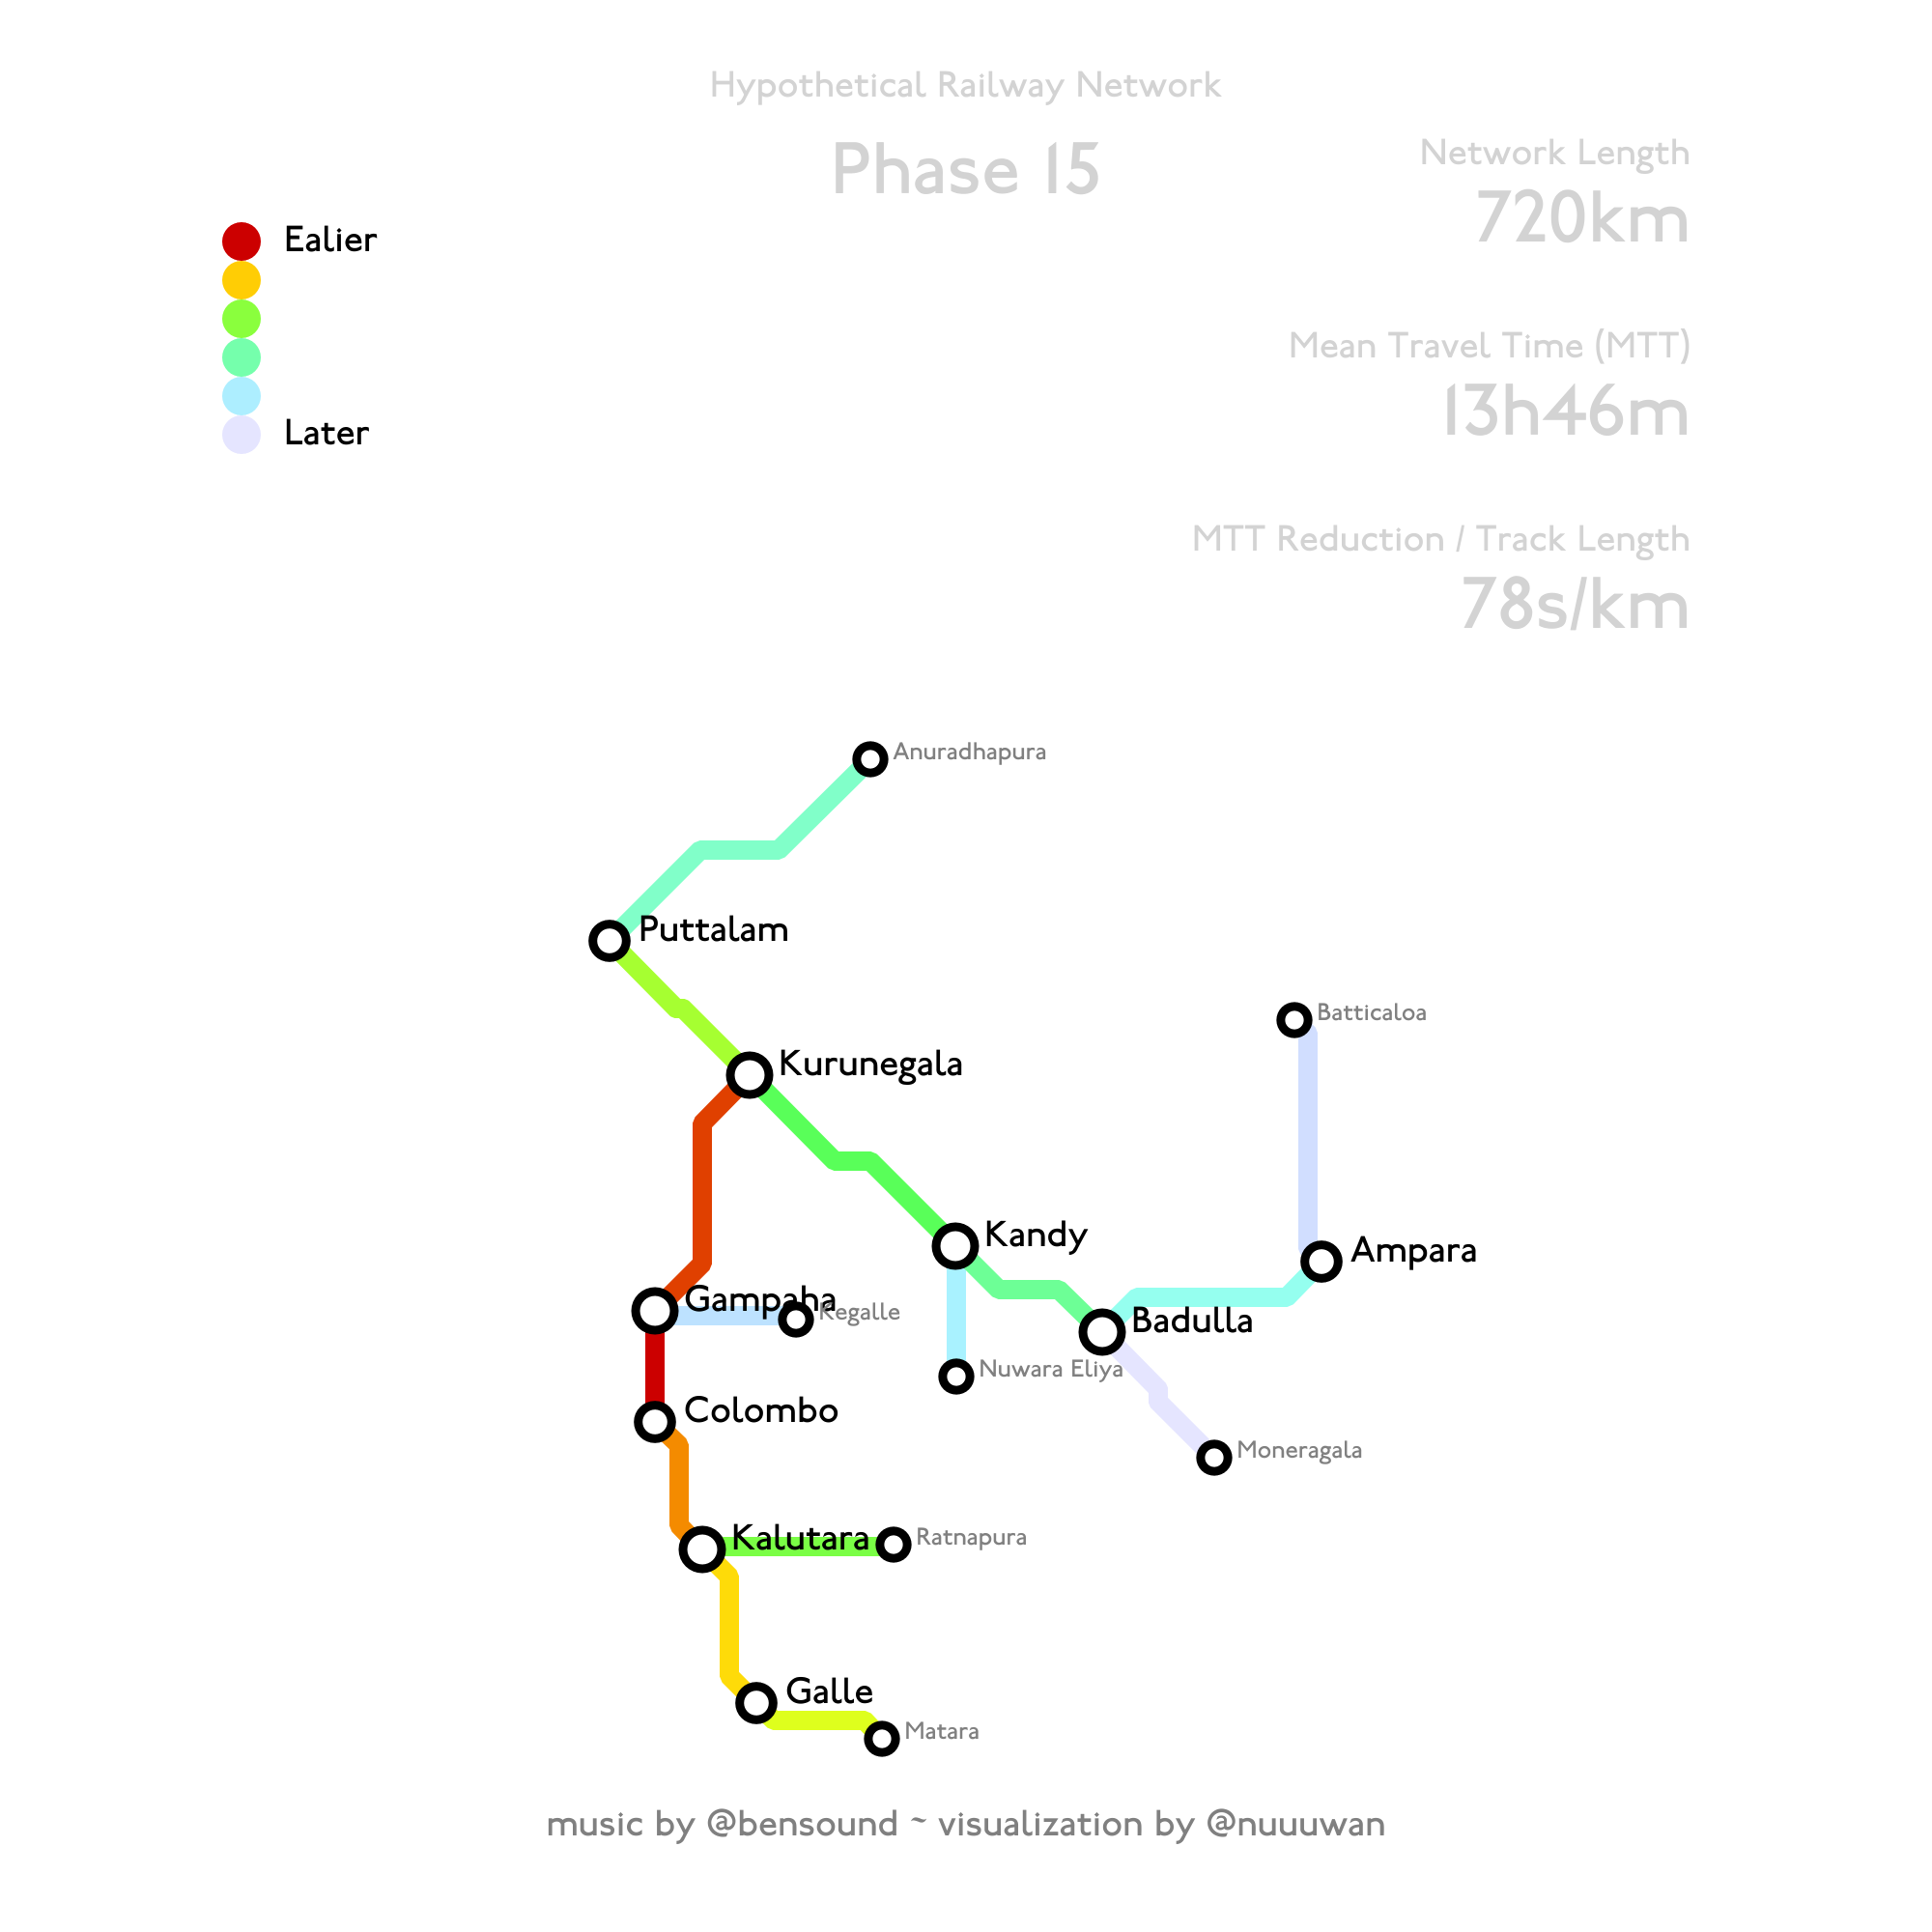 Hypothetical Railway Network
Phase 15
Network Length
720km
Ealier
Later
Mean Travel Time (MTT)
13h46m
MTT Reduction / Track Length
78s/km
Anuradhapura
Puttalam
Batticaloa
Kurunegala
Kandy
Ampara
Gampaha
Kegalle
Badulla
Nuwara Eliya
Colombo
Moneragala
Kalutara
Ratnapura
Galle
Matara
music by @bensound ~ visualization by @nuuuwan